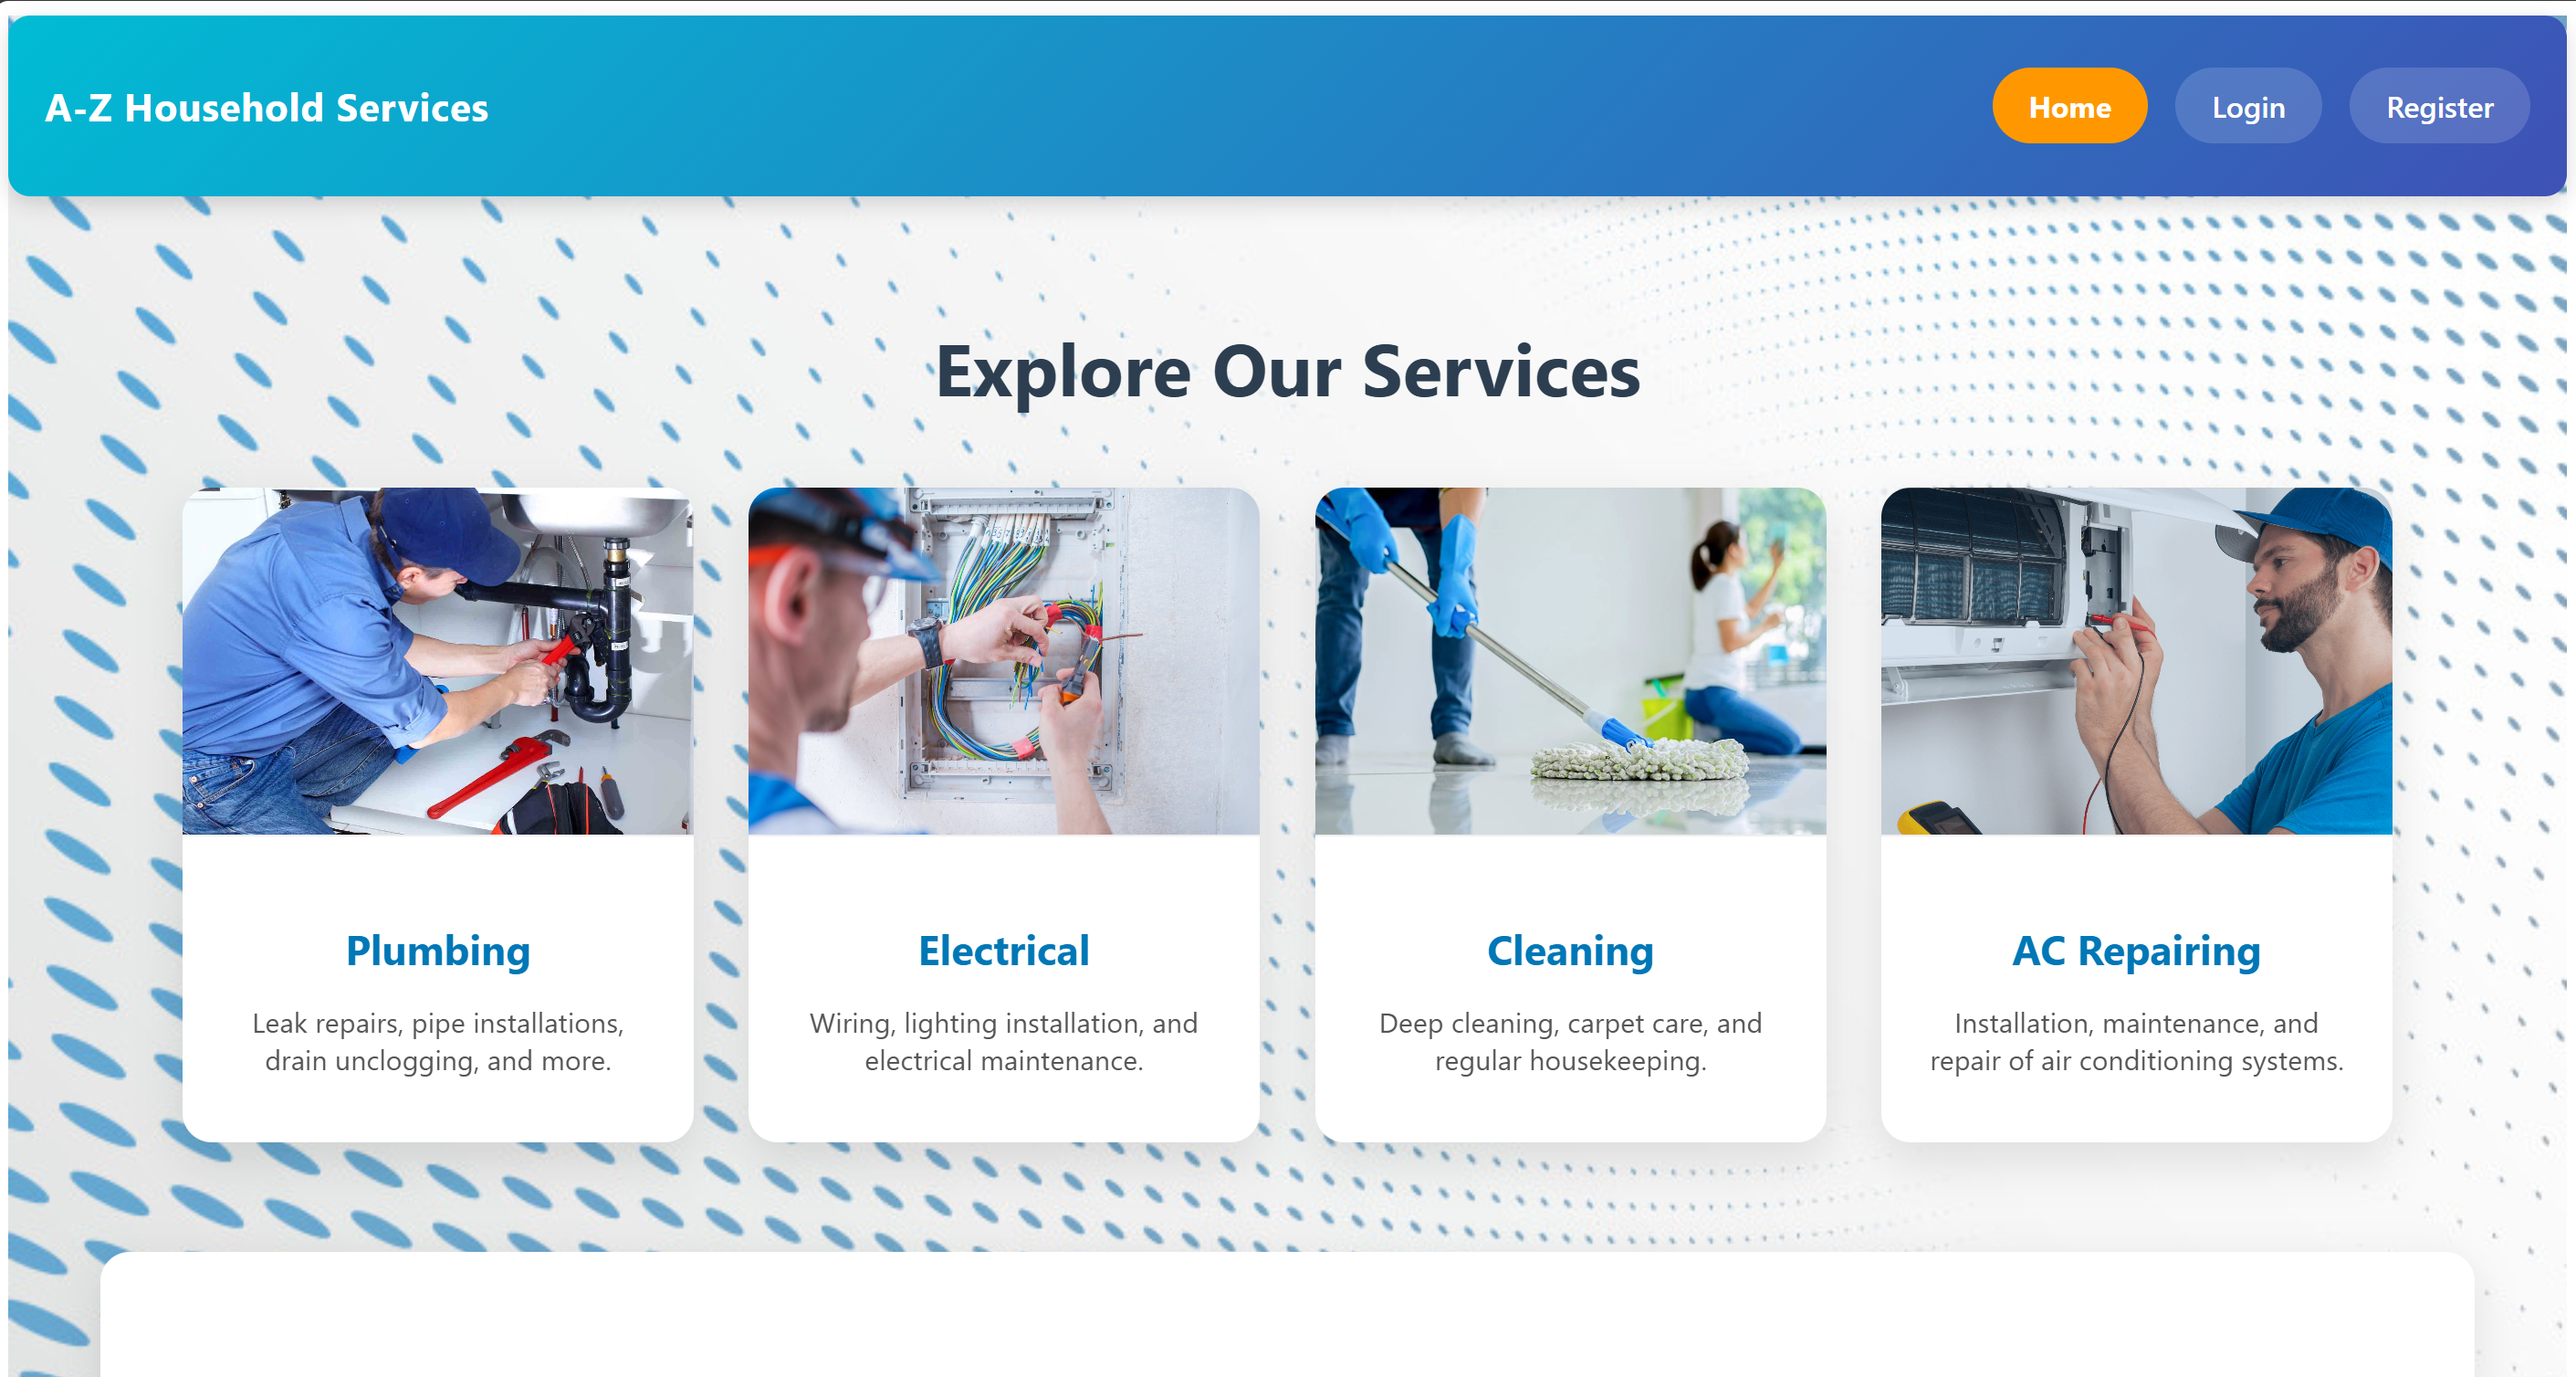 A-Z Household Services
Home
Login
Register
Explore Our Services
Plumbing
Leak repairs, pipe installations,
drain unclogging, and more.
Electrical
Wiring, lighting installation, and
electrical maintenance.
Cleaning
Deep cleaning, carpet care, and
regular housekeeping.
AC Repairing
Installation, maintenance, and
repair of air conditioning systems.